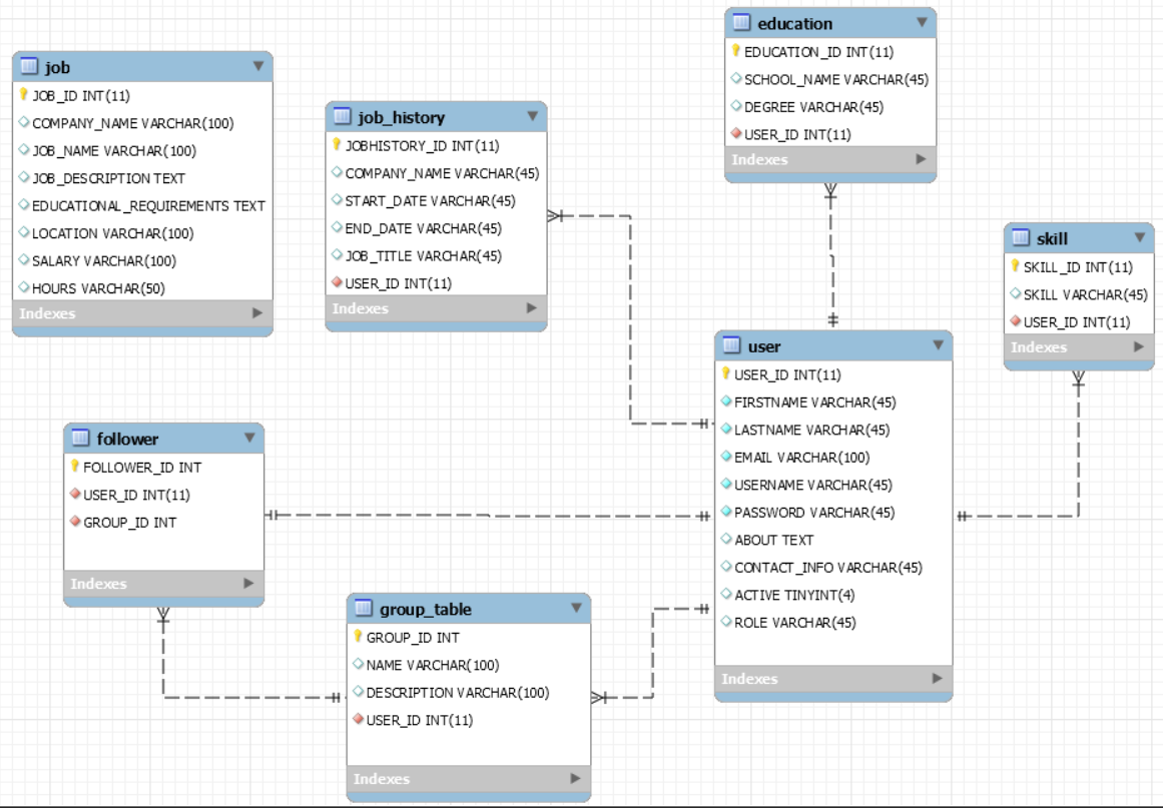 job
JOB_ID INT(11)
COMPANY_NAME VARCHAR(100)
JOB_NAME VARCHAR(100)
JOB_DESCRIPTION TEXT
EDUCATIONAL_REQUIREMENTS TEXT
LOCATION VARCHAR(100)
SALARY VARCHAR(100)
HOURS VARCHAR(50)
Indexes
job_history
JOBHISTORY_ID INT(11)
COMPANY_NAME VARCHAR(45)
START_DATE VARCHAR(45)
END_DATE VARCHAR(45)
JOB_TITLE VARCHAR(45)
USER_ID INT(11)
Indexes
education
EDUCATION_ID INT(11)
SCHOOL_NAME VARCHAR(45)
DEGREE VARCHAR(45)
USER_ID INT(11)
Indexes
skill
SKILL_ID INT(11)
SKILL VARCHAR(45)
USER_ID INT(11)
Indexes
user
USER_ID INT(11)
FIRSTNAME VARCHAR(45)
LASTNAME VARCHAR(45)
EMAIL VARCHAR(100)
USERNAME VARCHAR(45)
PASSWORD VARCHAR(45)
ABOUT TEXT
CONTACT_INFO VARCHAR(45)
ACTIVE TINYINT(4)
ROLE VARCHAR(45)
Indexes
follower
FOLLOWER_ID INT
USER_ID INT(11)
GROUP_ID INT
Indexes
group_table
GROUP_ID INT
NAME VARCHAR(100)
DESCRIPTION VARCHAR(100)
USER_ID INT(11)
Indexes